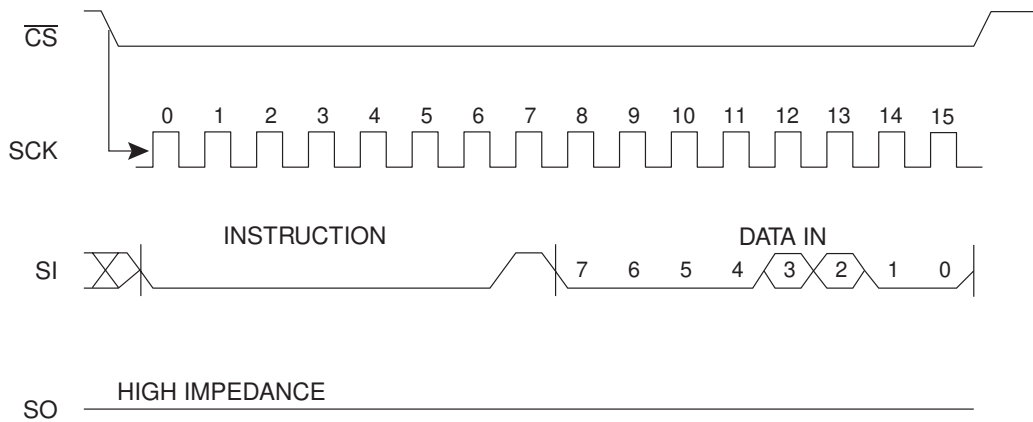 CS
0 1 2 3 4 5 6 7 8 9 10 11 12 13 14 15
SCK
INSTRUCTION DATA IN
SI 7 6 5 4 3 2 1 0
HIGH IMPEDANCE
SO